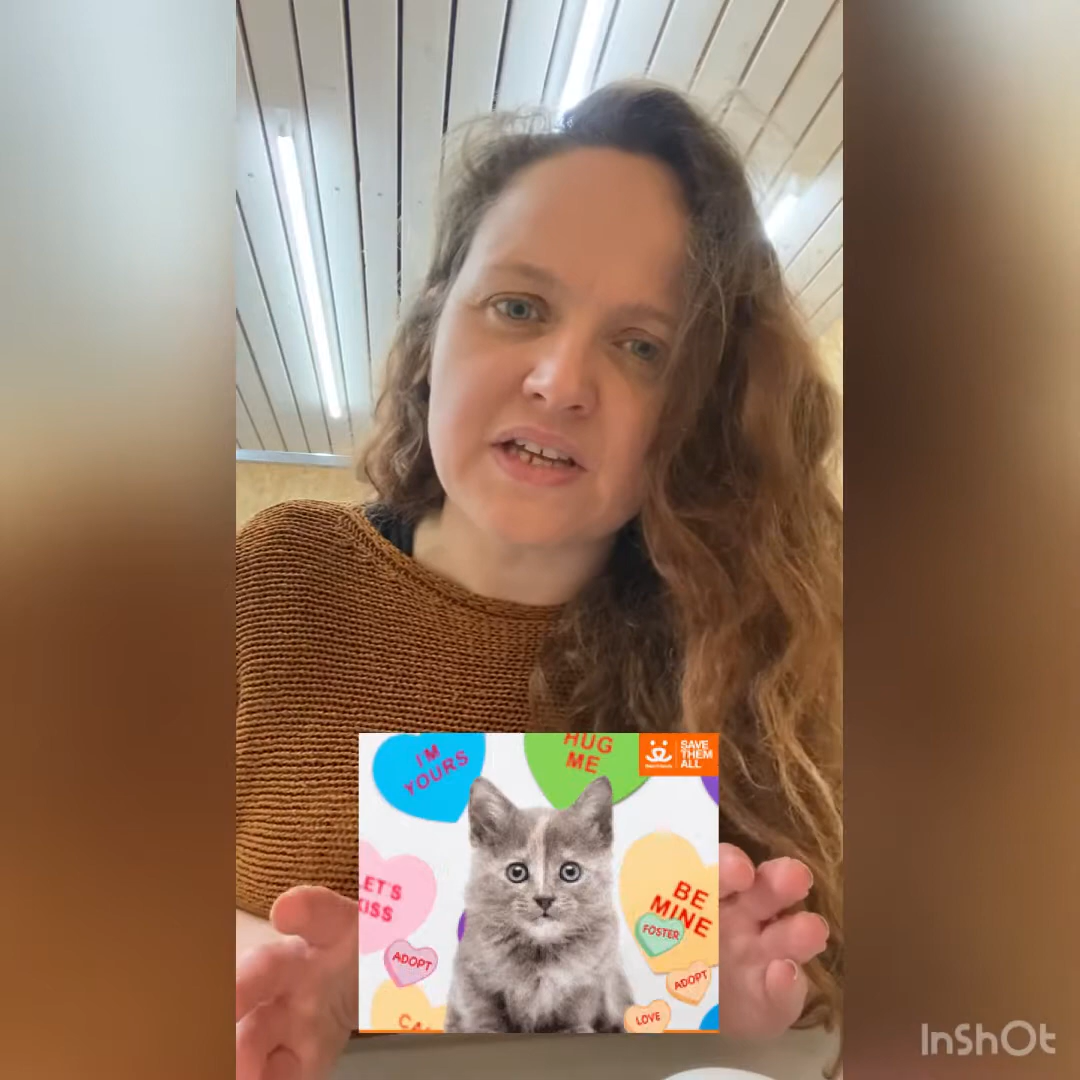 I'M
YOURS
HUG
ME
SAVE
THEM
ALL
ET'S
KISS
BE
MINE
FOSTER
ADOPT
ADOPT
LOVE
InShOt